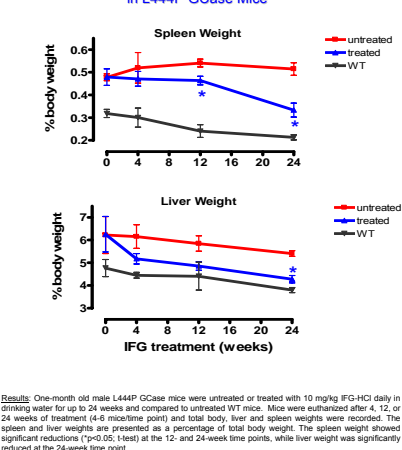 in L444P GCase Mice
Spleen Weight
% body weight
0.6
0.5
0.4
0.3
0.2
0 4 8 12 16 20 24
*
*
untreated
treated
WT
Liver Weight
% body weight
7
6
5
4
3
0 4 8 12 16 20 24
*
untreated
treated
WT
IFG treatment (weeks)
Results: One-month old male L444P GCase mice were untreated or treated with 10 mg/kg IFG-HCl daily in
drinking water for up to 24 weeks and compared to untreated WT mice. Mice were euthanized after 4, 12, or
24 weeks of treatment (4-6 mice/time point) and total body, liver and spleen weights were recorded. The
spleen and liver weights are presented as a percentage of total body weight. The spleen weight showed
significant reductions (*p<0.05; t-test) at the 12- and 24-week time points, while liver weight was significantly
reduced at the 24-week time point.